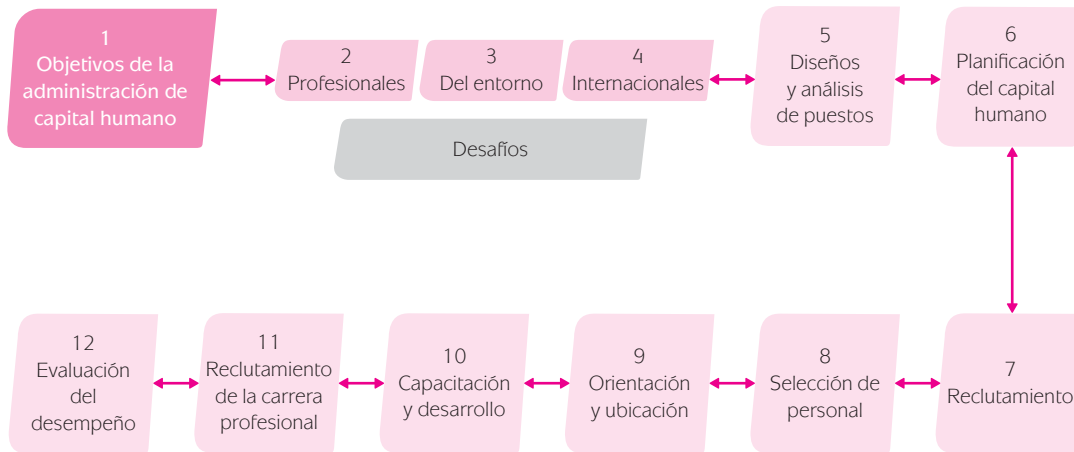 1
Objetivos de la
administración de
capital humano
2
Profesionales
3
Del entorno
4
Internacionales
Desafíos
5
Diseños
y análisis
de puestos
6
Planificación
del capital
humano
12
Evaluación
del
desempeño
11
Reclutamiento
de la carrera
profesional
10
Capacitación
y desarrollo
9
Orientación
y ubicación
8
Selección de
personal
7
Reclutamiento